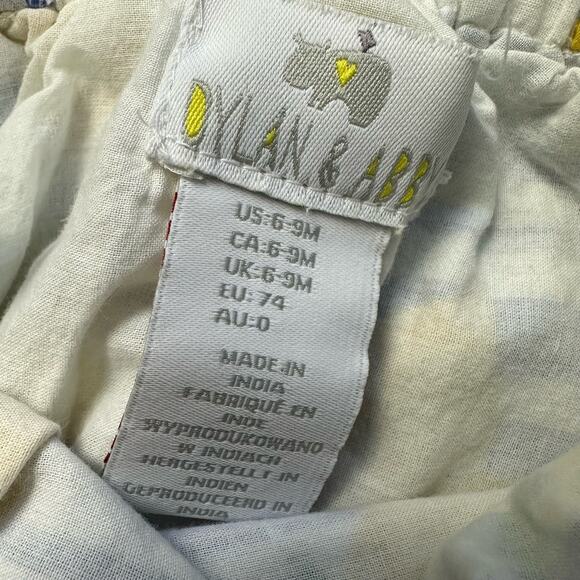 DYLAN & ABBY
US:6-9M
CA:6-9M
UK:6-9M
EU: 74
AU:0
MADE IN
INDIA
FABRIQUÉ EN
INDE
WYPRODUKOWANO
W INDIACH
HERGESTELLT IN
INDIEN
GEPRODUCEERD IN
INDIA